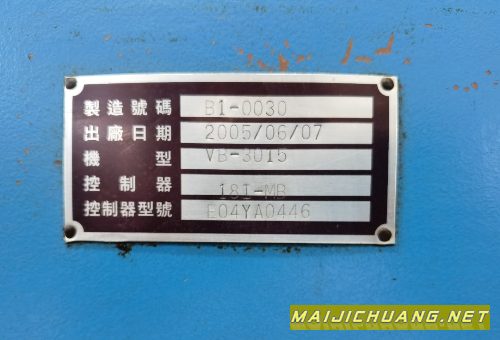 製造號碼 B1-0030
出廠日期 2005/06/07
機型 VB-3015
控制器 18I-MB
控制器型號 E04YA0446
MAIJICHUANG.NET